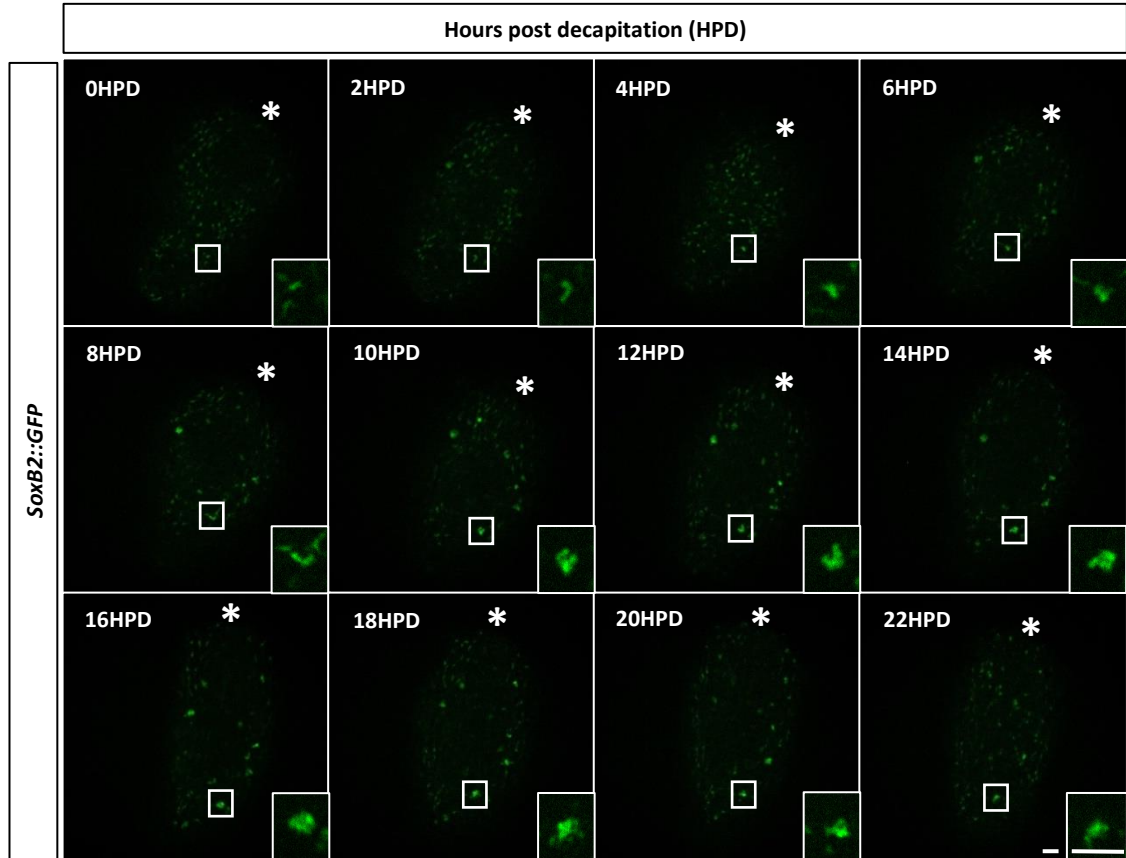 Hours post decapitation (HPD)
SoxB2::GFP
0HPD
*
2HPD
*
4HPD
*
6HPD
*
8HPD
*
10HPD
*
12HPD
*
14HPD
*
16HPD
*
18HPD
*
20HPD
*
22HPD
*